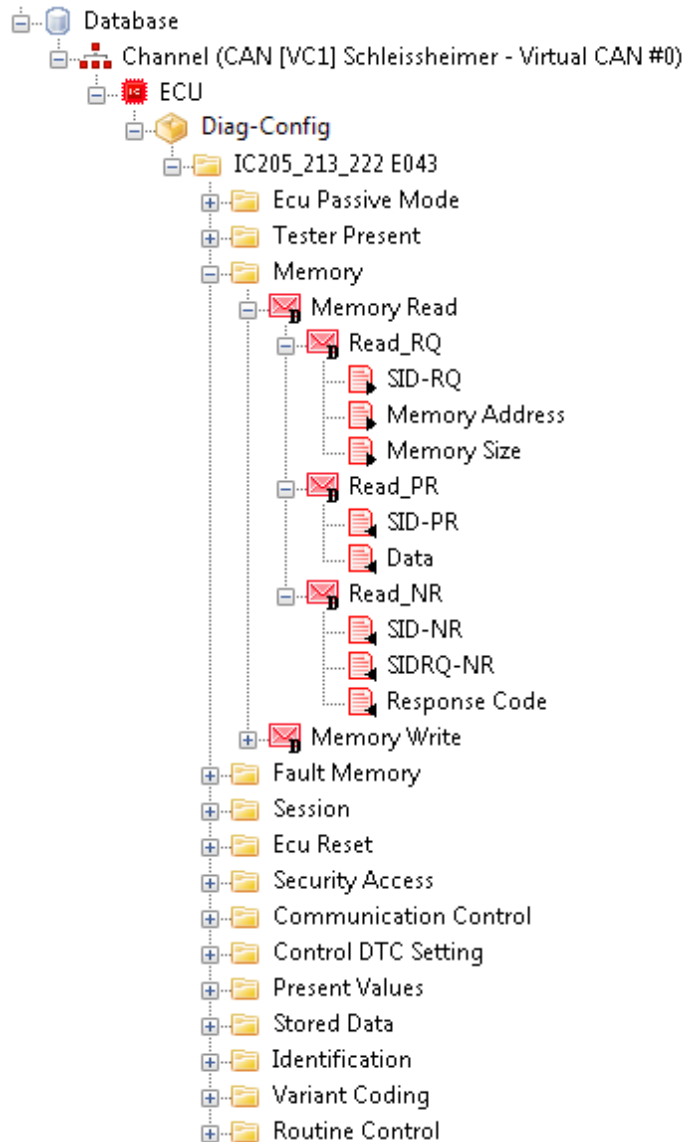 Database
Channel (CAN [VC1] Schleissheimer - Virtual CAN #0)
ECU
Diag-Config
IC205_213_222 E043
Ecu Passive Mode
Tester Present
Memory
Memory Read
Read_RQ
SID-RQ
Memory Address
Memory Size
Read_PR
SID-PR
Data
Read_NR
SID-NR
SIDRQ-NR
Response Code
Memory Write
Fault Memory
Session
Ecu Reset
Security Access
Communication Control
Control DTC Setting
Present Values
Stored Data
Identification
Variant Coding
Routine Control